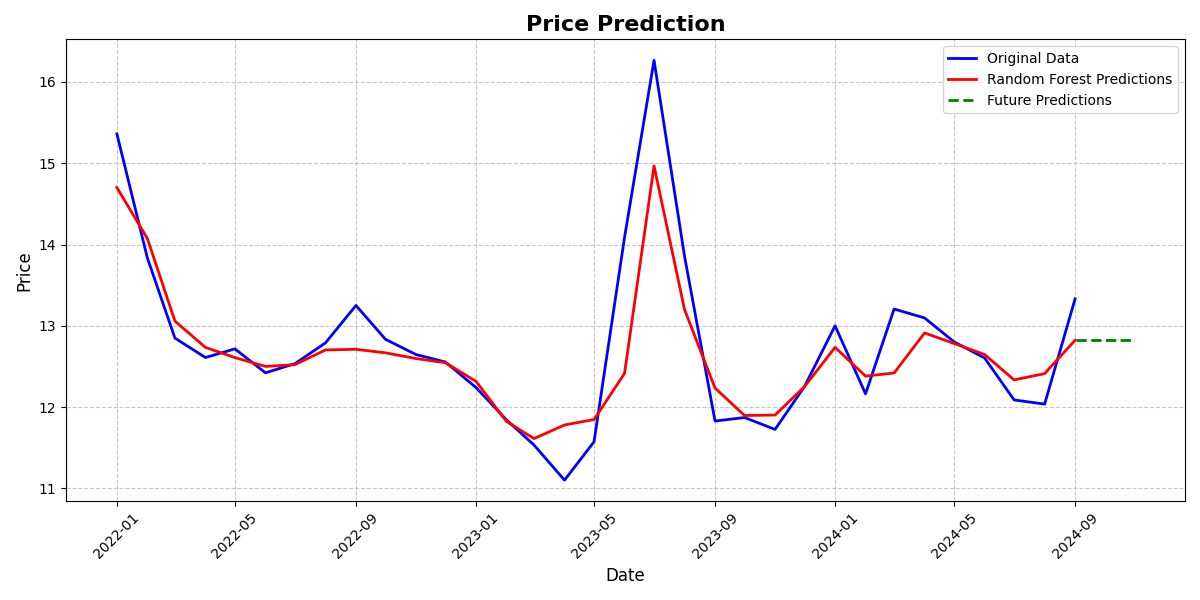 Price Prediction
Original Data
Random Forest Predictions
Future Predictions
Price
16
15
14
13
12
11
2022-01
2022-05
2022-09
2023-01
2023-05
2023-09
2024-01
2024-05
2024-09
Date